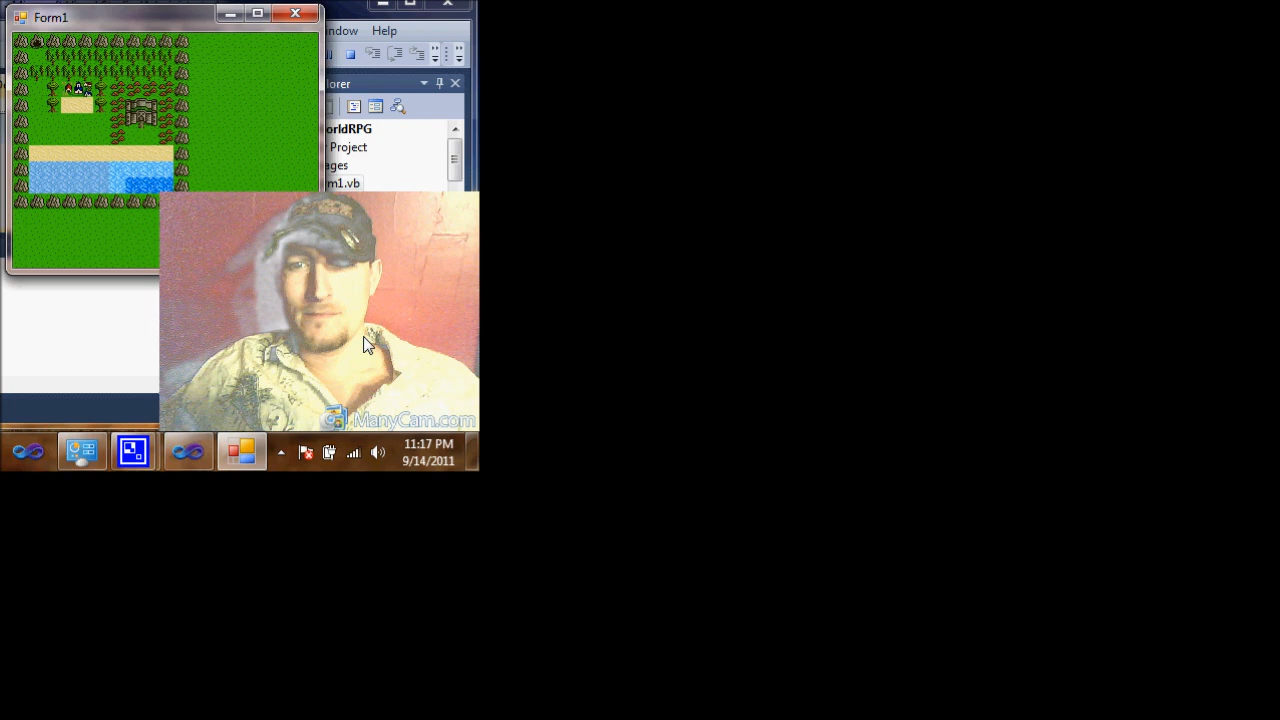 Form1
indow Help
lorer
orldRPG
Project
ages
m1.vb
ManyCam.com
11:17 PM
9/14/2011